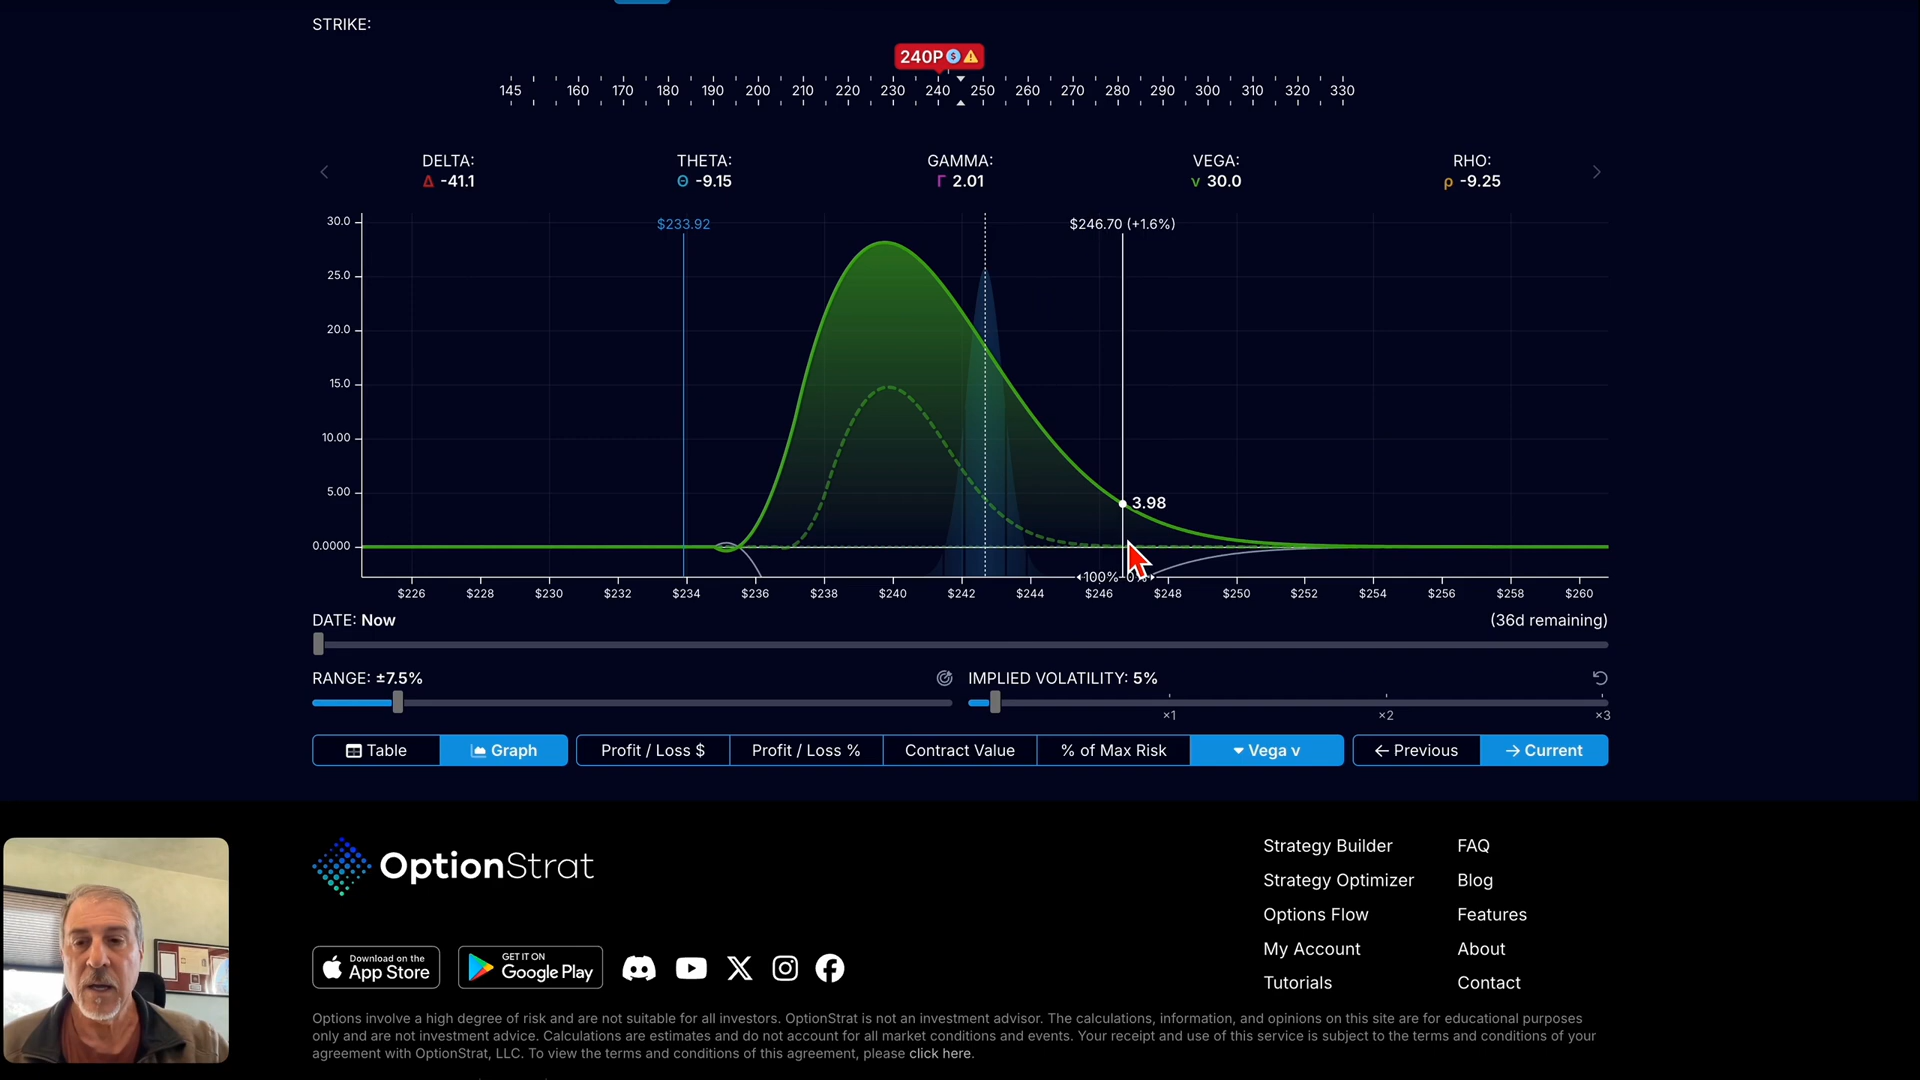 STRIKE:
240P
145 160 170 180 190 200 210 220 230 240 250 260 270 280 290 300 310 320 330
DELTA: THETA: GAMMA: VEGA: RHO:
Δ -41.1 Θ -9.15 Γ 2.01 ν 30.0 ρ -9.25
30.0
25.0
20.0
15.0
10.00
5.00
0.0000
$233.92
$246.70 (+1.6%)
3.98
100% 0%
$226 $228 $230 $232 $234 $236 $238 $240 $242 $244 $246 $248 $250 $252 $254 $256 $258 $260
DATE: Now
(36d remaining)
RANGE: ±7.5%
IMPLIED VOLATILITY: 5%
×1 ×2 ×3
Table Graph Profit / Loss $ Profit / Loss % Contract Value % of Max Risk Vega ν ← Previous → Current
OptionStrat
Download on the
App Store
GET IT ON
Google Play
Strategy Builder
Strategy Optimizer
Options Flow
My Account
Tutorials
FAQ
Blog
Features
About
Contact
Options involve a high degree of risk and are not suitable for all investors. OptionStrat is not an investment advisor. The calculations, information, and opinions on this site are for educational purposes
only and are not investment advice. Calculations are estimates and do not account for all market conditions and events. Your receipt and use of this service is subject to the terms and conditions of your
agreement with OptionStrat, LLC. To view the terms and conditions of this agreement, please click here.